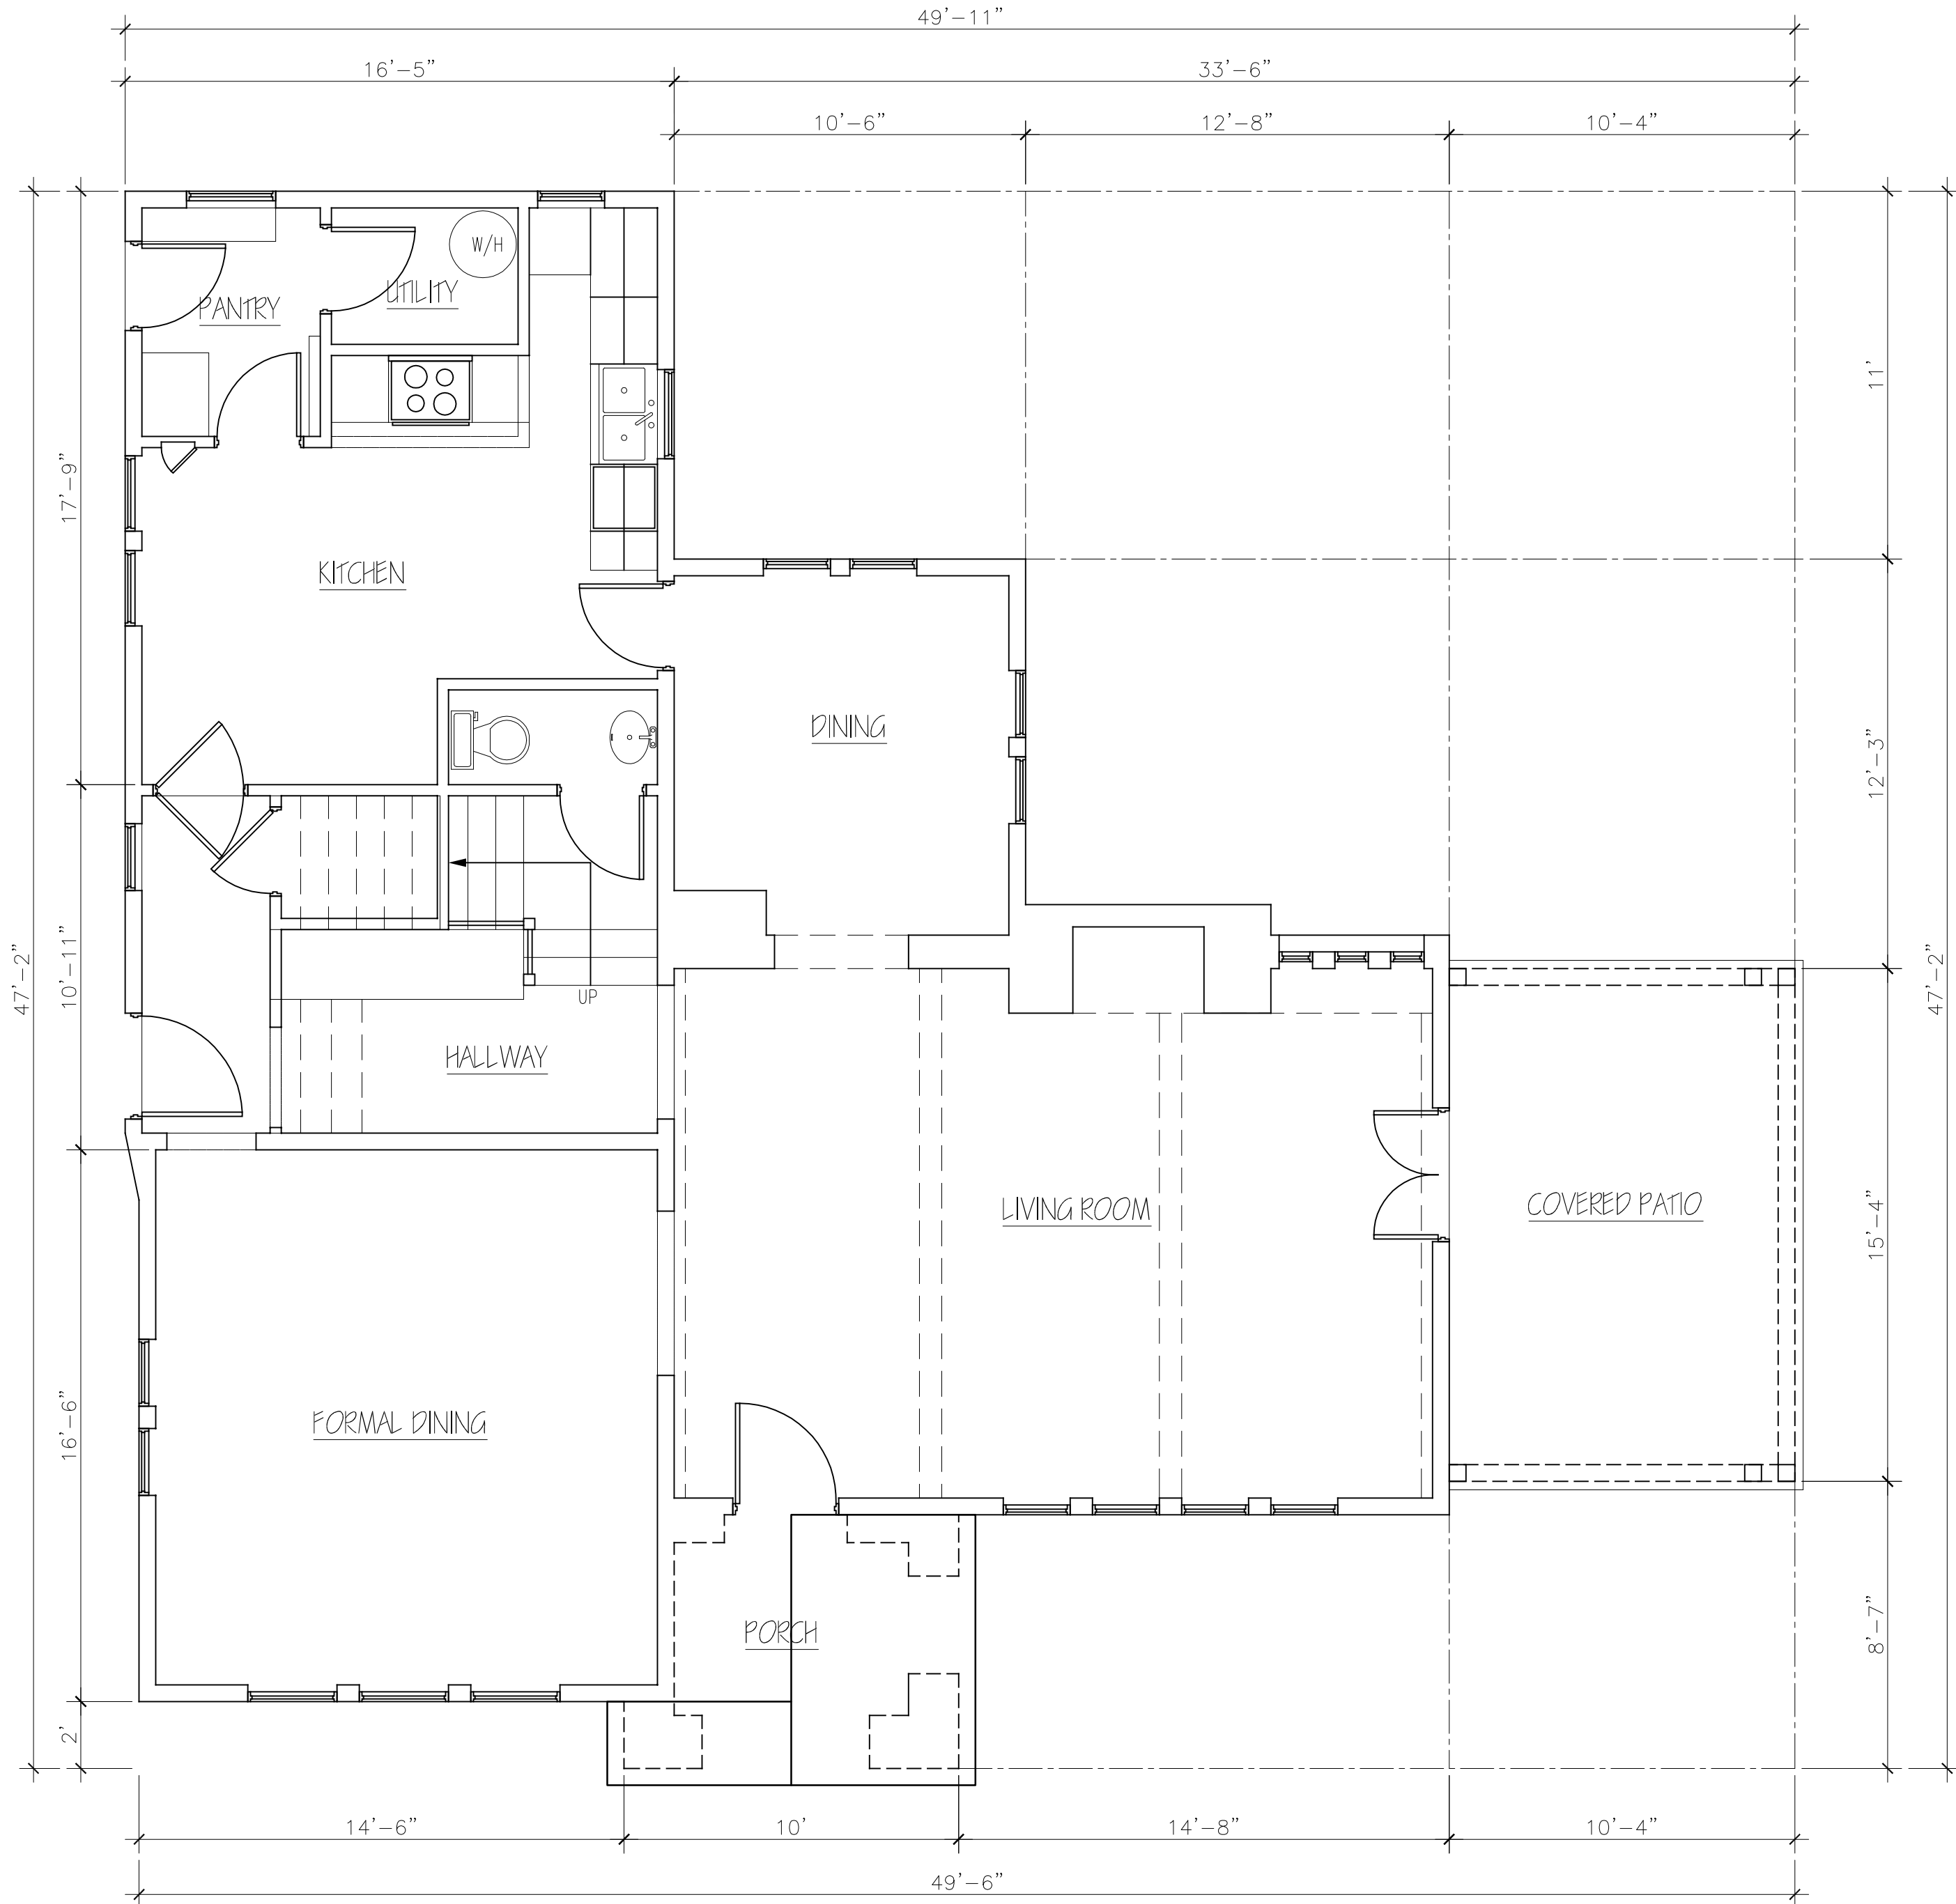 49'-11"
16'-5"
33'-6"
10'-6"
12'-8"
10'-4"
W/H
UTILITY
PANTRY
11'
17'-9"
KITCHEN
DINING
12'-3"
47'-2"
10'-11"
47'-2"
UP
HALLWAY
LIVING ROOM
COVERED PATIO
15'-4"
FORMAL DINING
16'-6"
PORCH
8'-7"
2'
14'-6"
10'
14'-8"
10'-4"
49'-6"